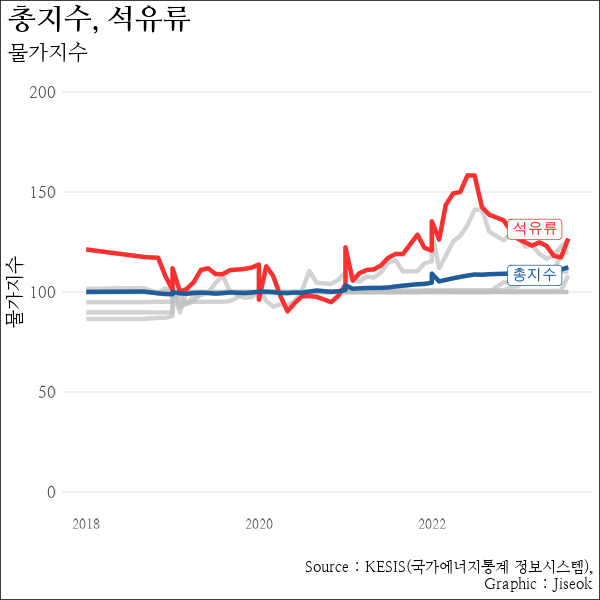 총지수, 석유류
물가지수
200
150
100
50
0
물가지수
석유류
총지수
2018
2020
2022
Source : KESIS(국가에너지통계 정보시스템),
Graphic : Jiseok